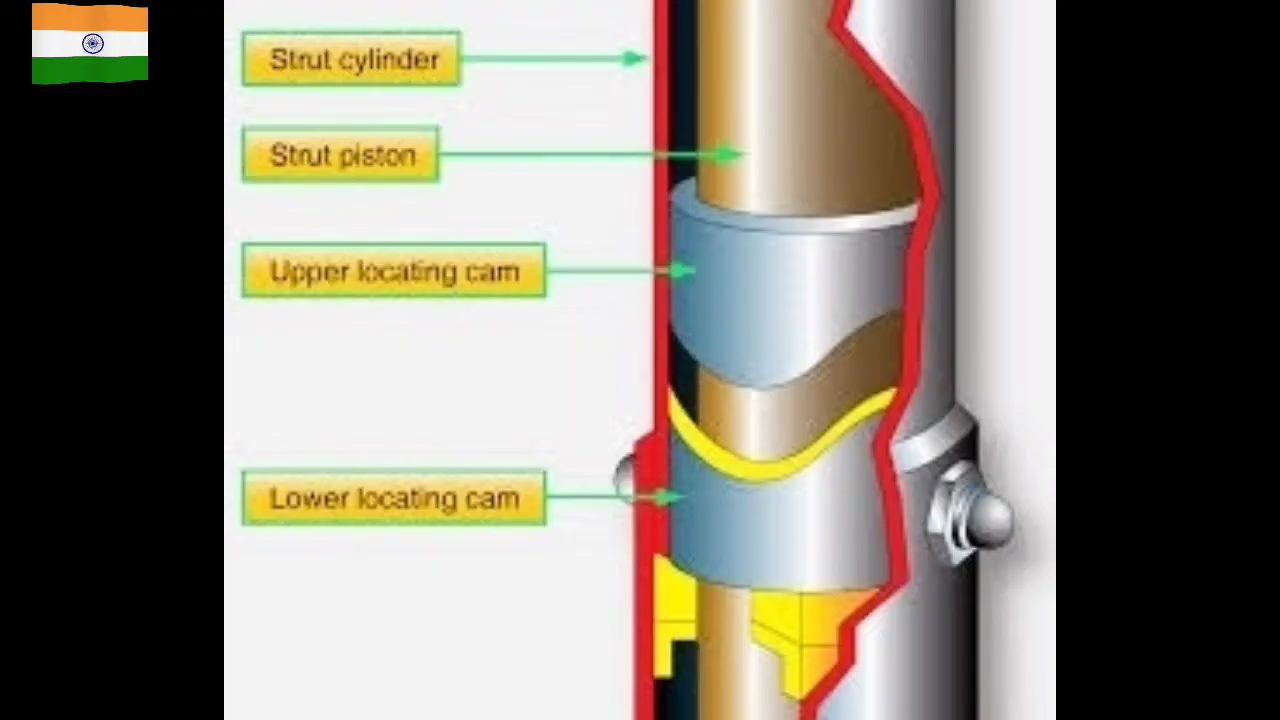 Strut cylinder
Strut piston
Upper locating cam
Lower locating cam